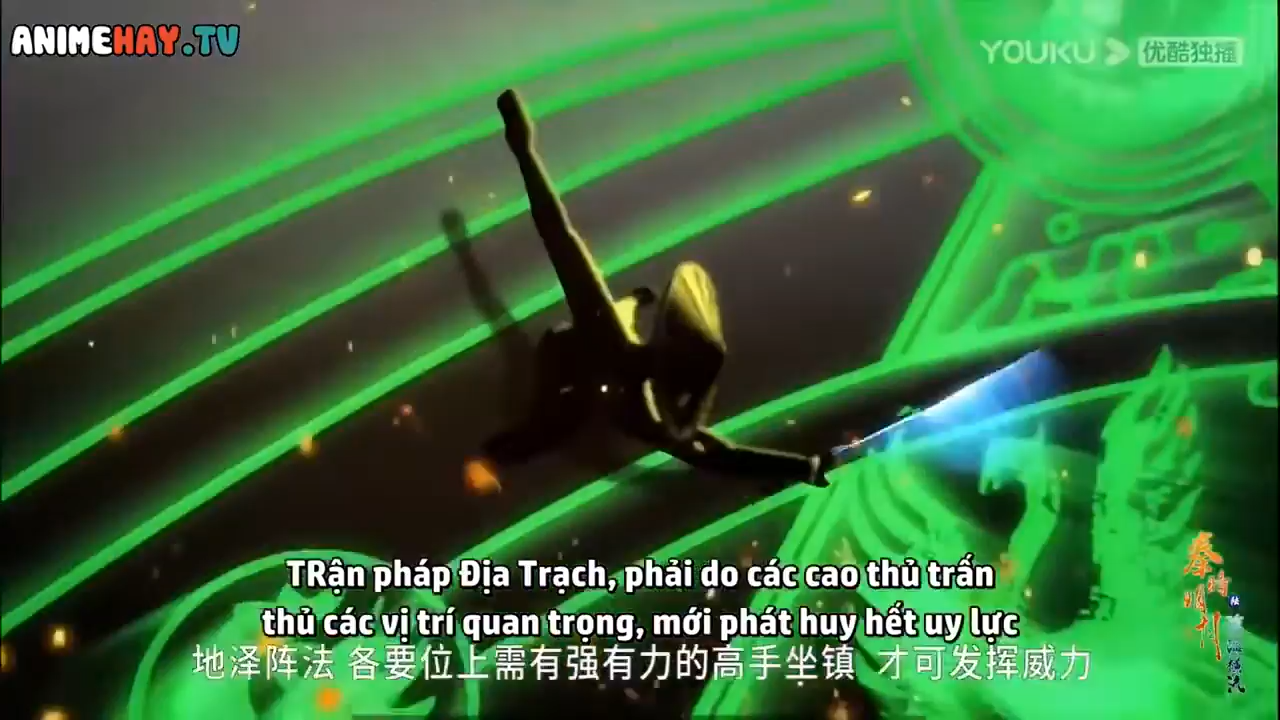 ANIMEHAY.TV
YOUKU 优酷独播
TRận pháp Địa Trạch, phải do các cao thủ trấn
thủ các vị trí quan trọng, mới phát huy hết uy lực
地泽阵法 各要位上需有强有力的高手坐镇 才可发挥威力
秦时明月